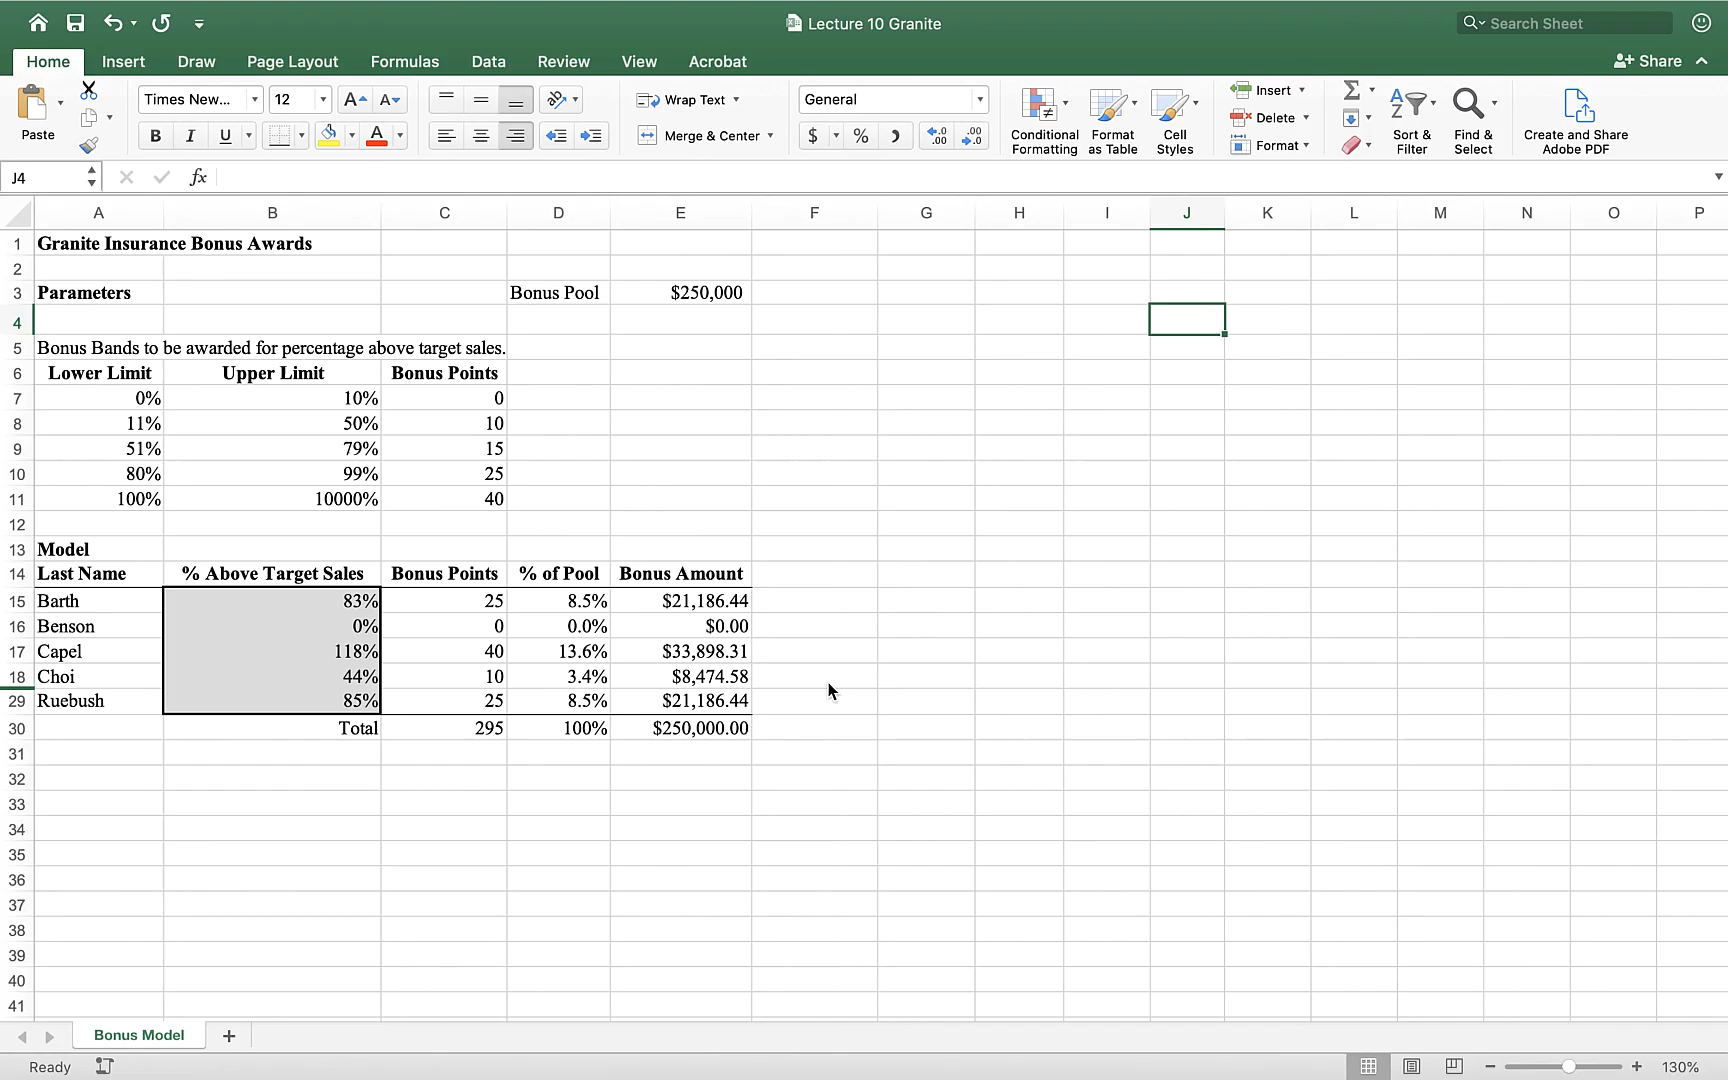 Lecture 10 Granite
Search Sheet
Home Insert Draw Page Layout Formulas Data Review View Acrobat Share
Paste
Times New... 12 A A Wrap Text General
B I U A Merge & Center $ % .0 .00 .00 .0
Conditional Formatting
Format as Table
Cell Styles
Insert
Delete
Format
Sort & Filter
Find & Select
Create and Share Adobe PDF
J4 fx
A B C D E F G H I J K L M N O P
1 Granite Insurance Bonus Awards
2
3 Parameters Bonus Pool $250,000
4
5 Bonus Bands to be awarded for percentage above target sales.
6 Lower Limit Upper Limit Bonus Points
7 0% 10% 0
8 11% 50% 10
9 51% 79% 15
10 80% 99% 25
11 100% 10000% 40
12
13 Model
14 Last Name % Above Target Sales Bonus Points % of Pool Bonus Amount
15 Barth 83% 25 8.5% $21,186.44
16 Benson 0% 0 0.0% $0.00
17 Capel 118% 40 13.6% $33,898.31
18 Choi 44% 10 3.4% $8,474.58
29 Ruebush 85% 25 8.5% $21,186.44
30 Total 295 100% $250,000.00
31
32
33
34
35
36
37
38
39
40
41
Bonus Model
Ready 130%